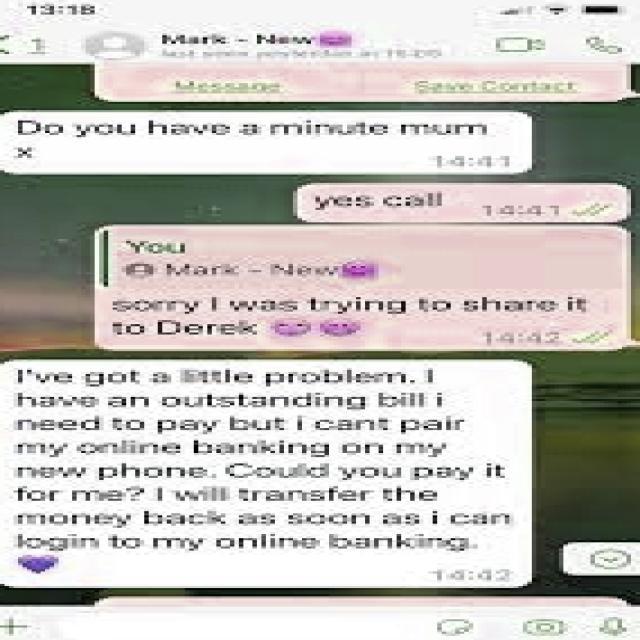 13:18
1
Mark - New
Message
Save Contact
Do you have a minute mum
x
14:41
yes call
14:41
You
Mark - New
sorry I was trying to share it
to Derek
14:42
I've got a little problem. I
have an outstanding bill i
need to pay but i cant pair
my online banking on my
new phone. Could you pay it
for me? I will transfer the
money back as soon as i can
login to my online banking.
14:42